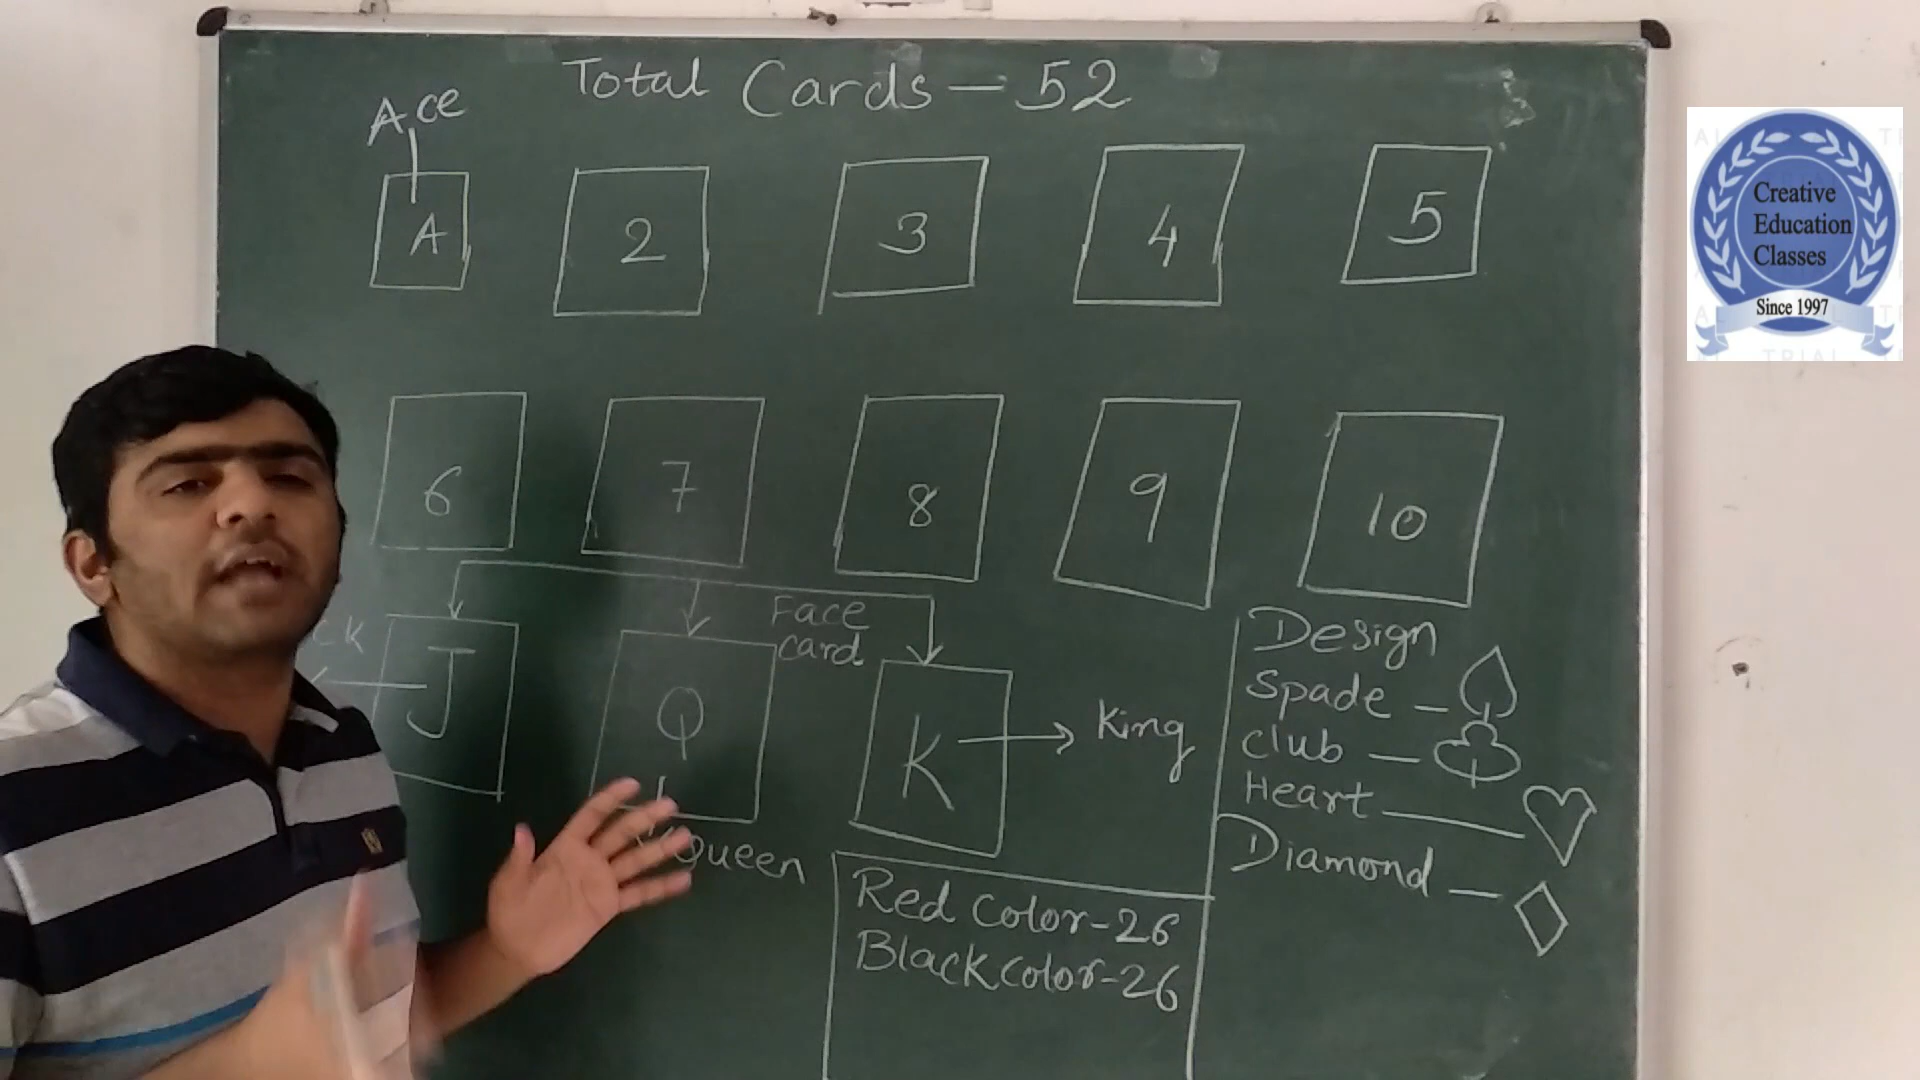 Total Cards - 52
Ace
A
2
3
4
5
6
7
8
9
10
Face
card
J
Q
K
King
Queen
Design
Spade -
Club -
Heart
Diamond -
Red Color-26
Black color-26
Creative
Education
Classes
Since 1997